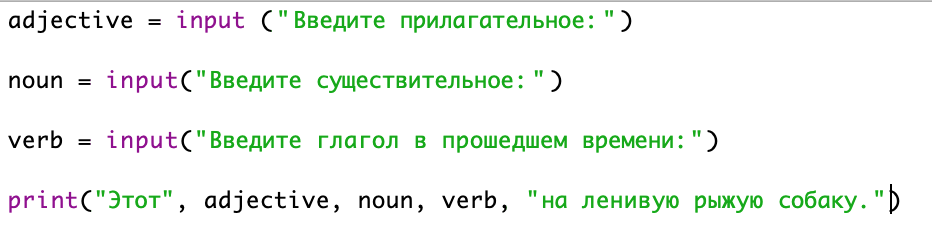 adjective = input ("Введите прилагательное:")
noun = input("Введите существительное:")
verb = input("Введите глагол в прошедшем времени:")
print("Этот", adjective, noun, verb, "на ленивую рыжую собаку.")